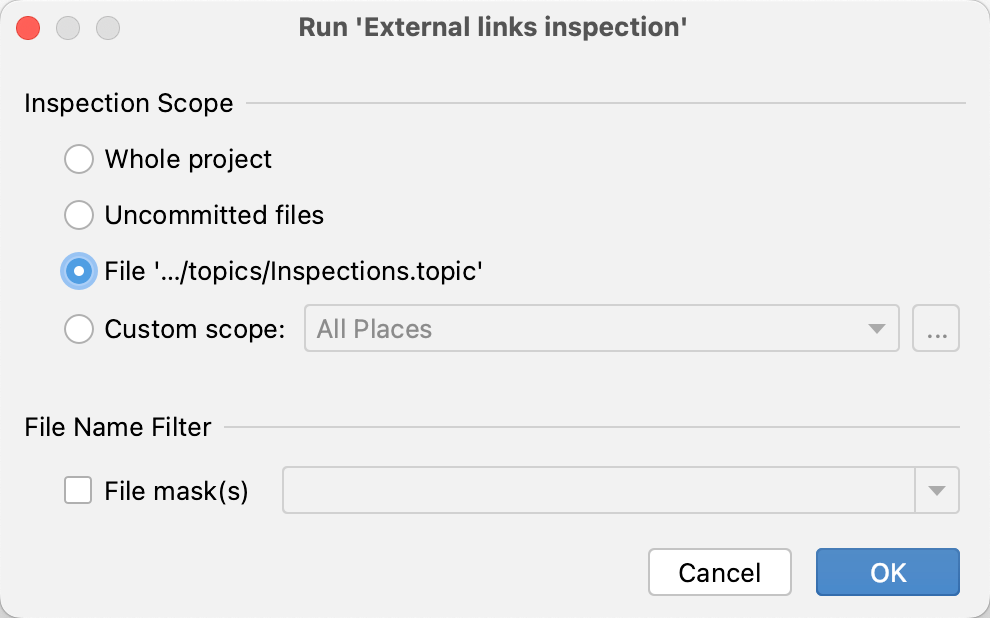 Run 'External links inspection'
Inspection Scope
Whole project
Uncommitted files
File '.../topics/Inspections.topic'
Custom scope: All Places ...
File Name Filter
File mask(s)
Cancel OK